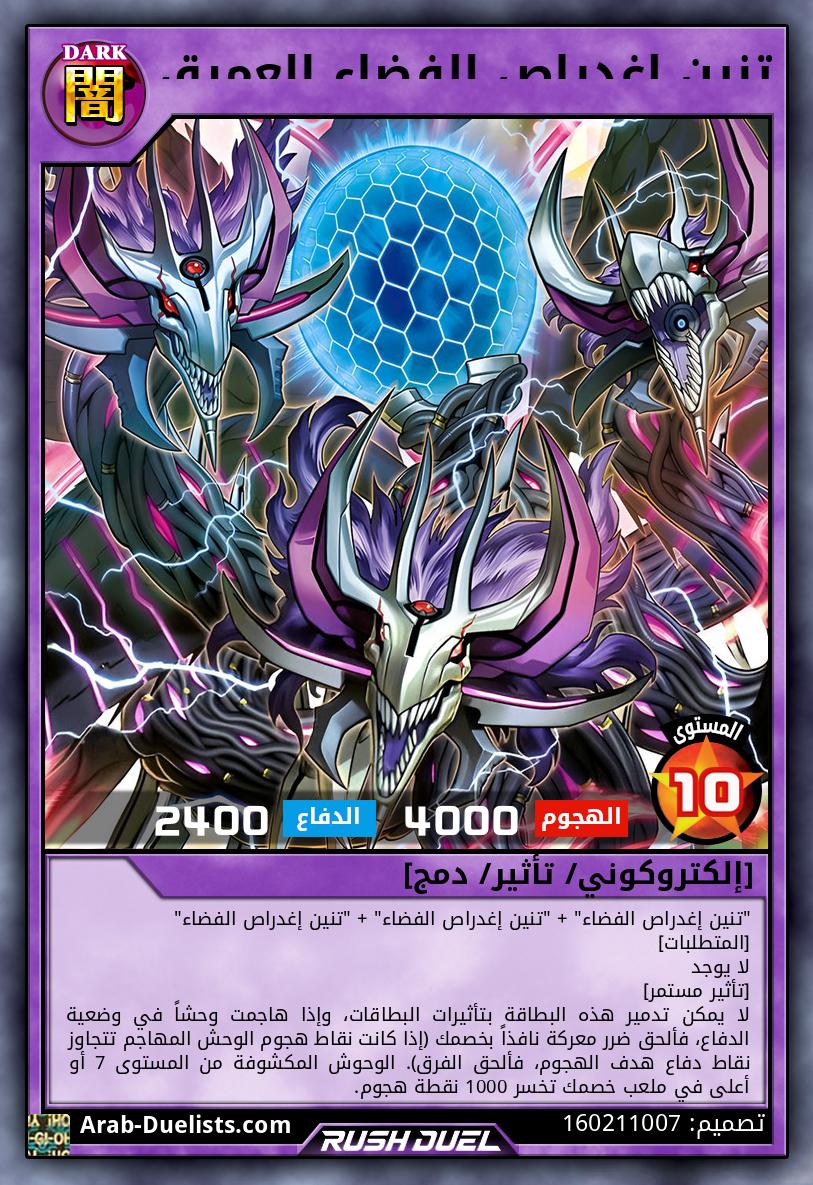 DARK
闇
تنين إغدراص الفضاء العميق
المستوى
10
الهجوم 4000 الدفاع 2400
[إلكتروكوني/ تأثير/ دمج]
"تنين إغدراص الفضاء" + "تنين إغدراص الفضاء" + "تنين إغدراص الفضاء"
[المتطلبات]
لا يوجد
[تأثير مستمر]
لا يمكن تدمير هذه البطاقة بتأثيرات البطاقات، وإذا هاجمت وحشاً في وضعية
الدفاع، فألحق ضرر معركة نافذاً بخصمك (إذا كانت نقاط هجوم الوحش المهاجم تتجاوز
نقاط دفاع هدف الهجوم، فألحق الفرق). الوحوش المكشوفة من المستوى 7 أو
أعلى في ملعب خصمك تخسر 1000 نقطة هجوم.
تصميم: 160211007
Arab-Duelists.com
RUSH DUEL